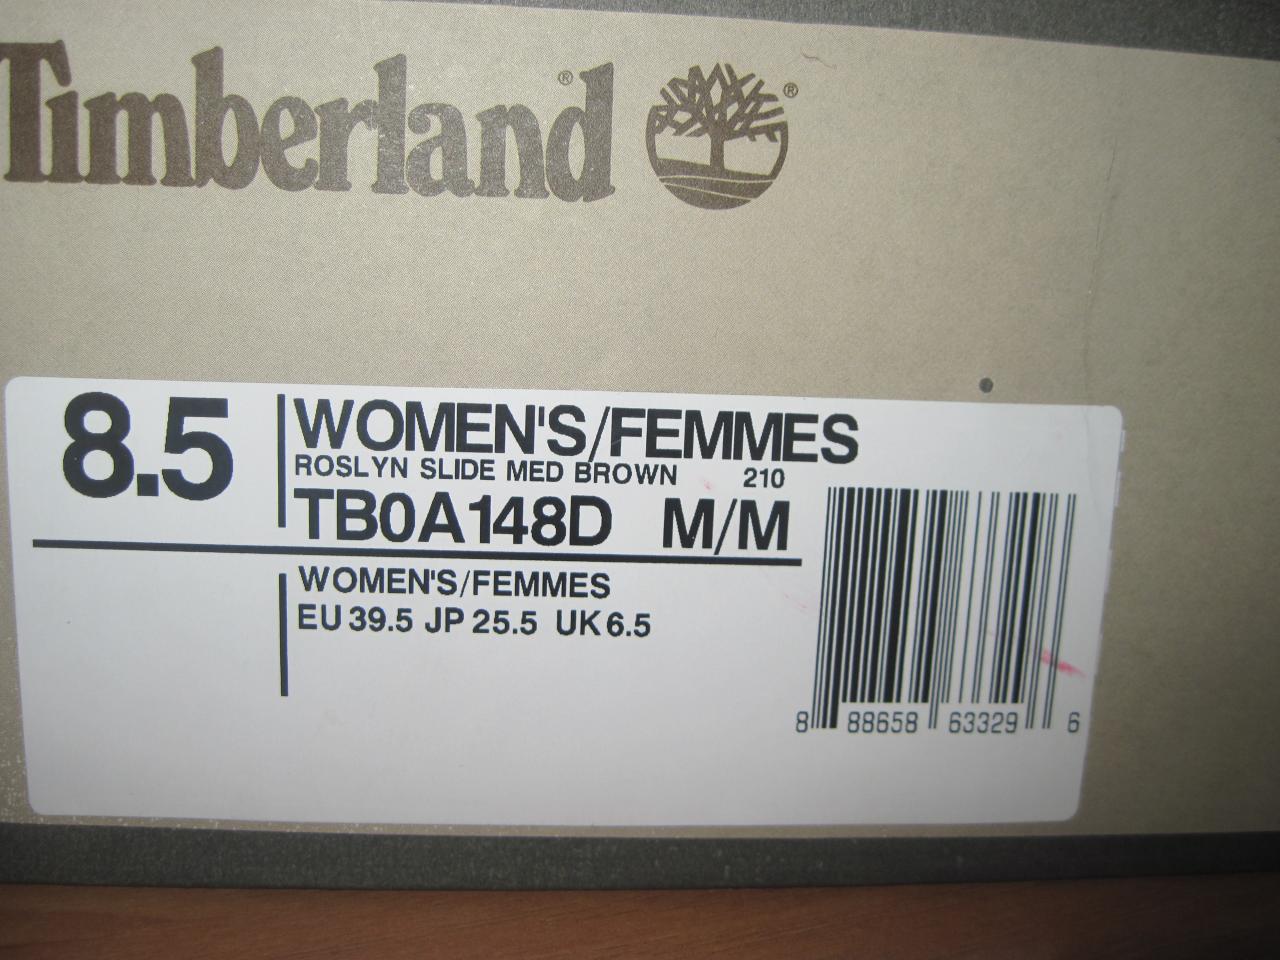 Timberland®
®
8.5
WOMEN'S/FEMMES
ROSLYN SLIDE MED BROWN 210
TB0A148D M/M
WOMEN'S/FEMMES
EU 39.5 JP 25.5 UK 6.5
8 88658 63329 6